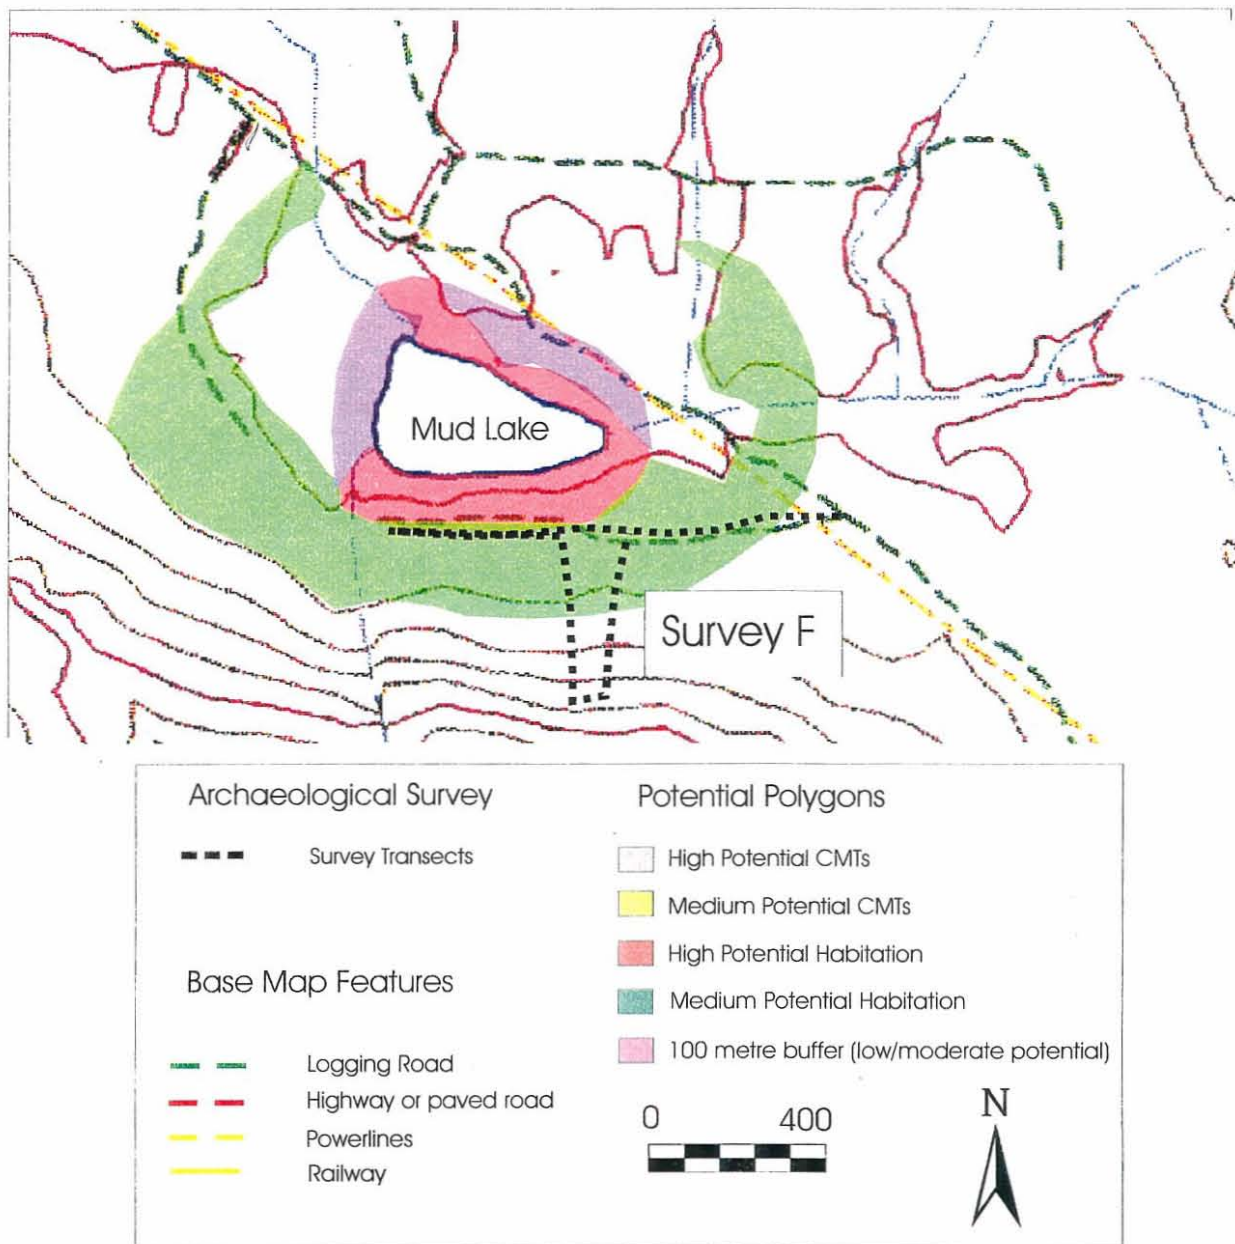 Mud Lake
Survey F
Archaeological Survey
Survey Transects
Base Map Features
Logging Road
Highway or paved road
Powerlines
Railway
Potential Polygons
High Potential CMTs
Medium Potential CMTs
High Potential Habitation
Medium Potential Habitation
100 metre buffer (low/moderate potential)
0 400
N